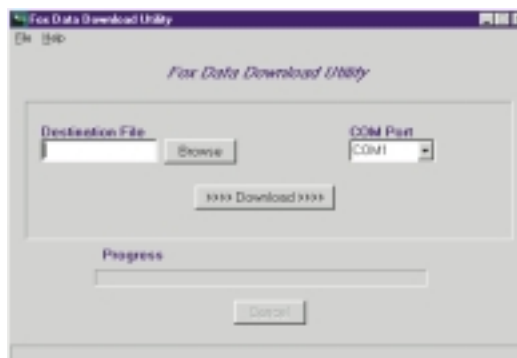 Fox Data Download Utility
File Help
Fox Data Download Utility
Destination File
COM Port
Browse
COM1
>>>> Download >>>>
Progress
Cancel